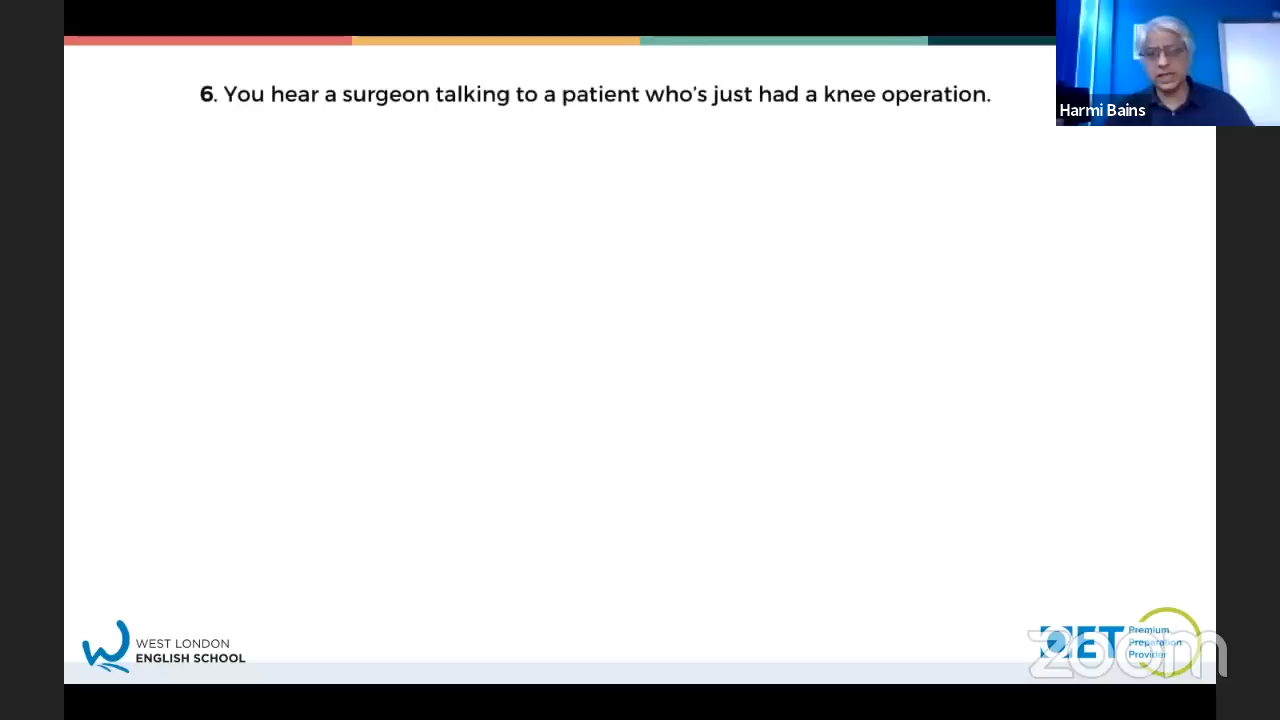 6. You hear a surgeon talking to a patient who's just had a knee operation.
Harmi Bains
WEST LONDON
ENGLISH SCHOOL
OET
Premium
Preparation
Provider
zoom